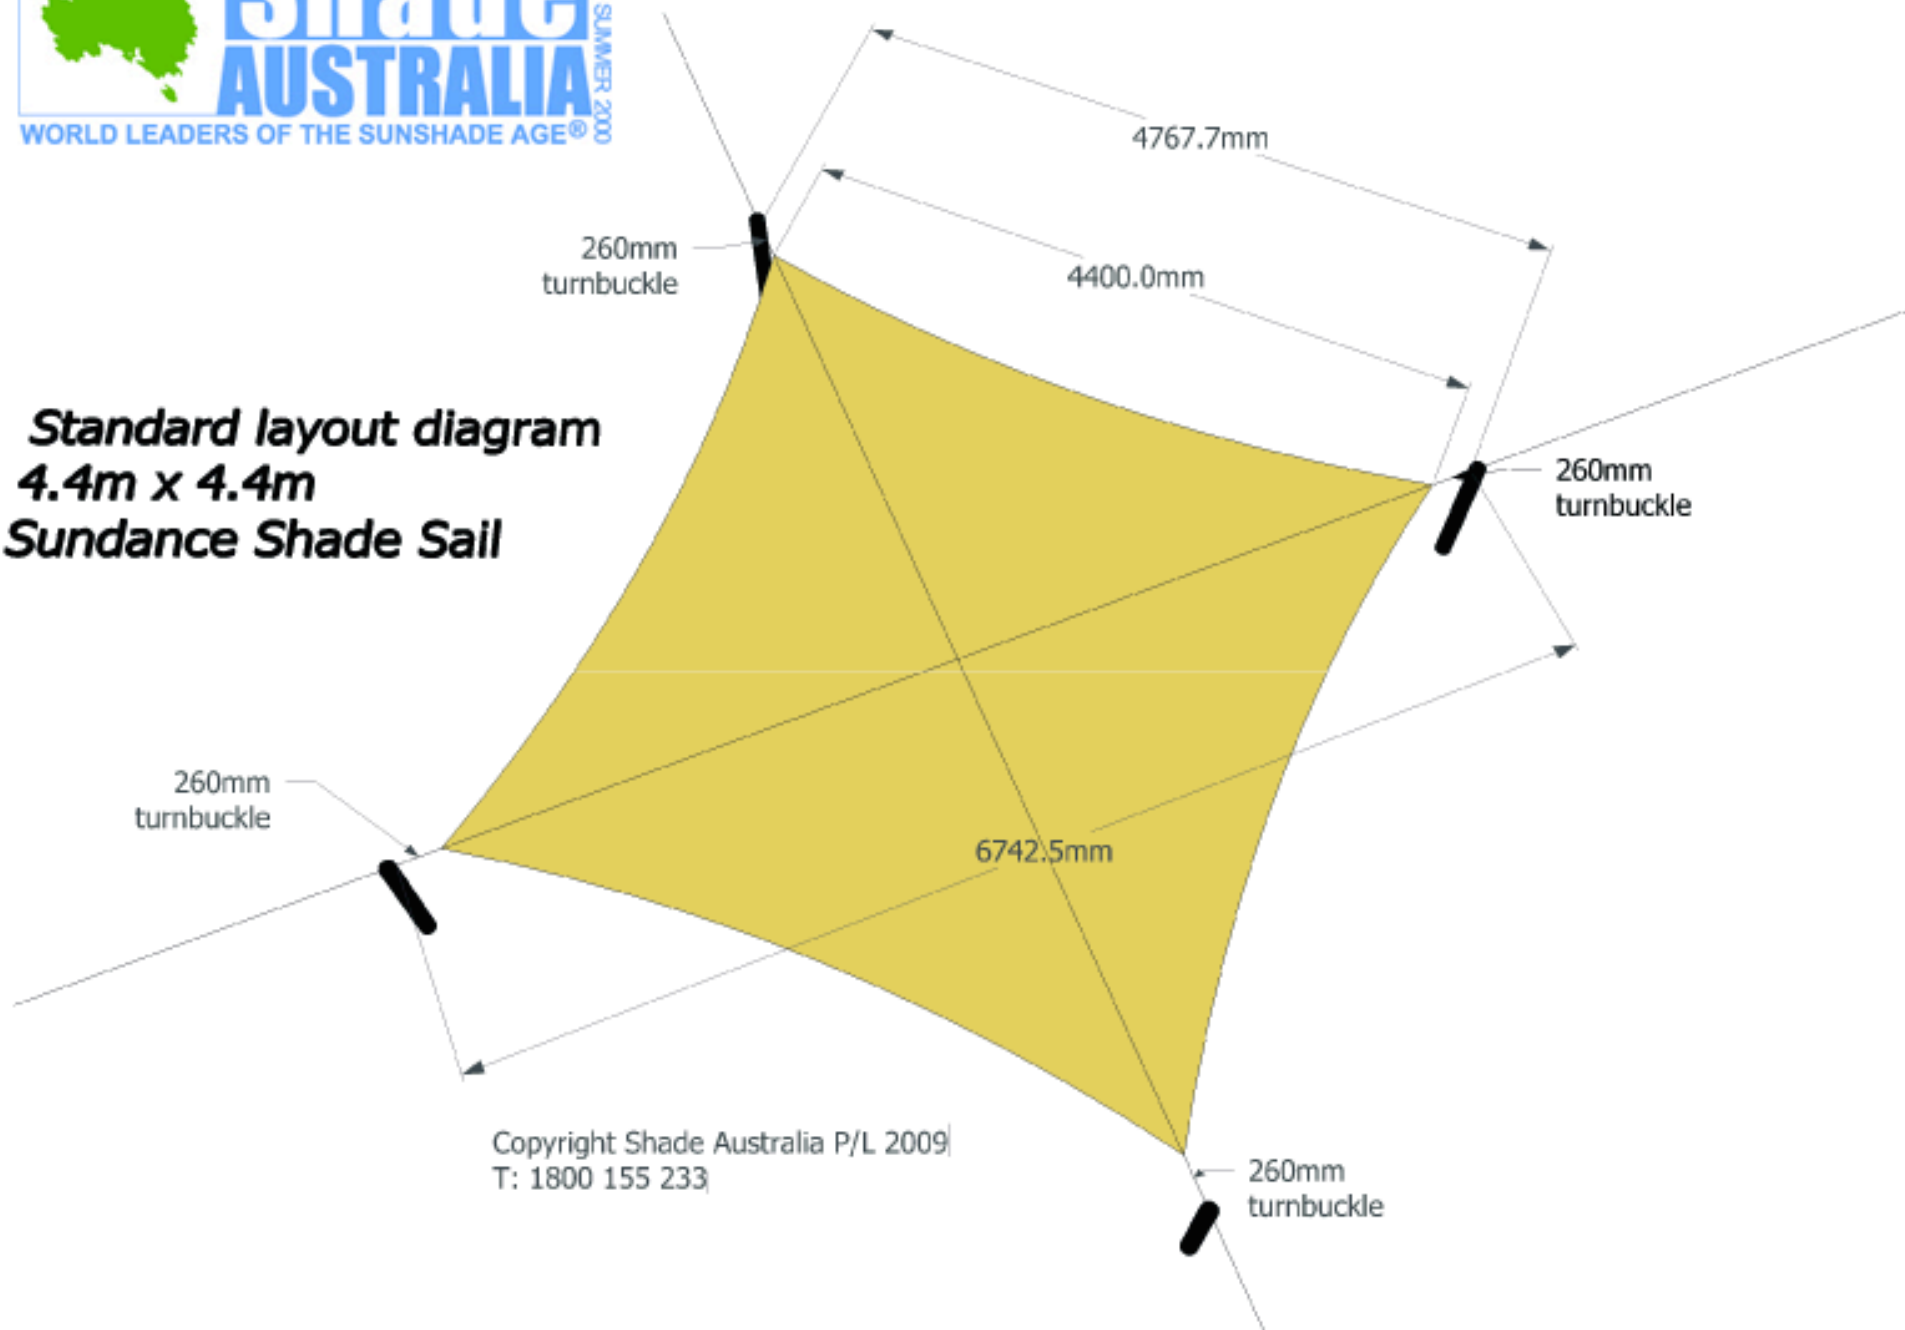 Shade
AUSTRALIA
SUMMER 2000
WORLD LEADERS OF THE SUNSHADE AGE®
4767.7mm
4400.0mm
260mm
turnbuckle
Standard layout diagram
4.4m x 4.4m
Sundance Shade Sail
260mm
turnbuckle
260mm
turnbuckle
6742.5mm
Copyright Shade Australia P/L 2009
T: 1800 155 233
260mm
turnbuckle